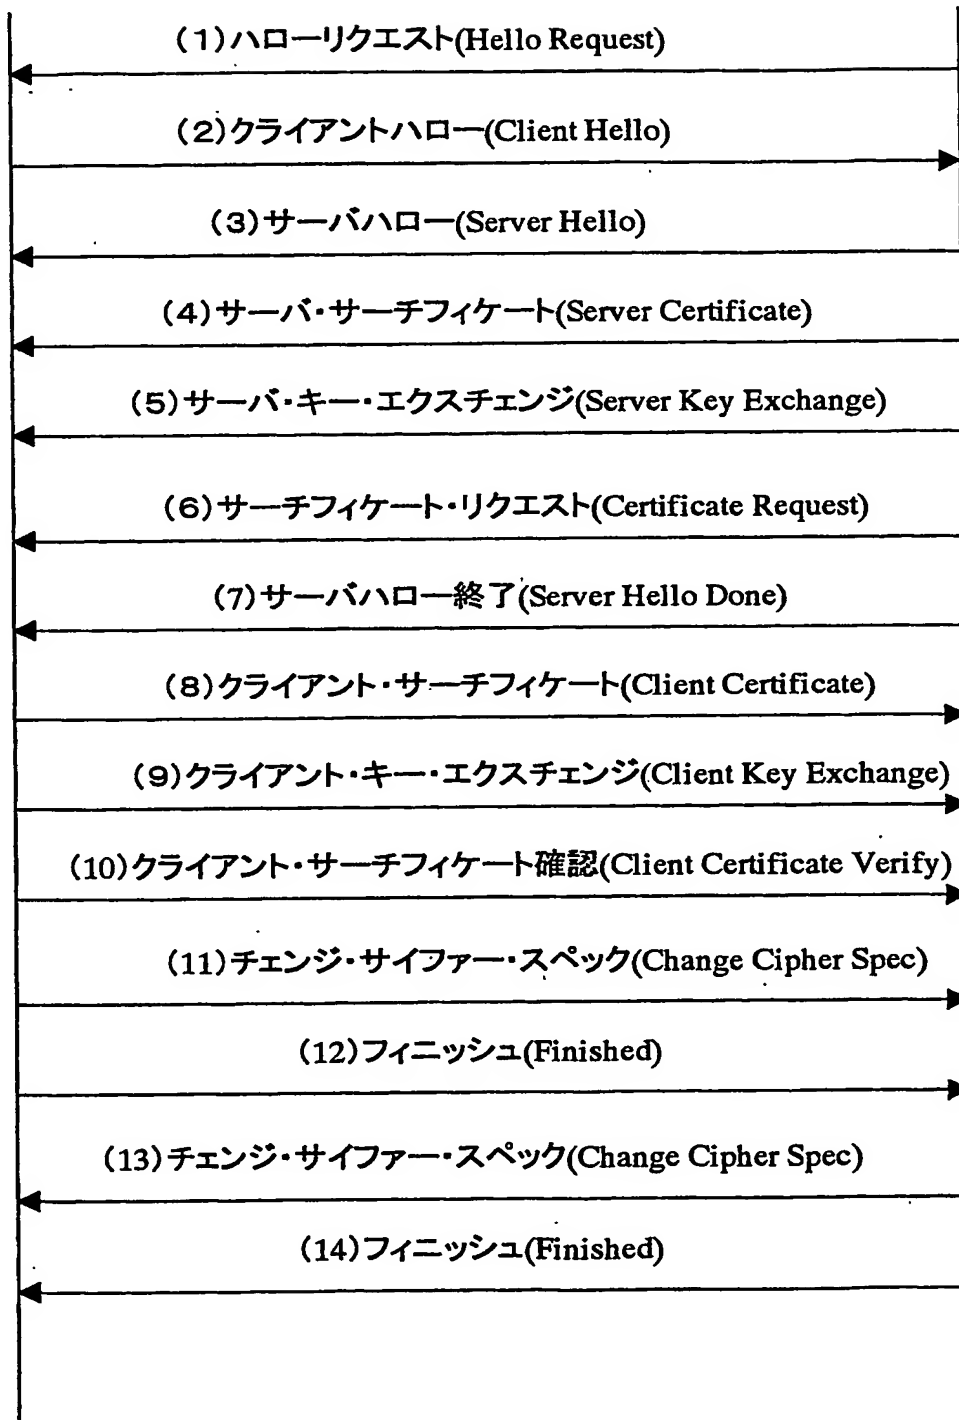 (1)ハローリクエスト(Hello Request)
(2)クライアントハロー(Client Hello)
(3)サーバハロー(Server Hello)
(4)サーバ・サーチフィケート(Server Certificate)
(5)サーバ・キー・エクスチェンジ(Server Key Exchange)
(6)サーチフィケート・リクエスト(Certificate Request)
(7)サーバハロー終了(Server Hello Done)
(8)クライアント・サーチフィケート(Client Certificate)
(9)クライアント・キー・エクスチェンジ(Client Key Exchange)
(10)クライアント・サーチフィケート確認(Client Certificate Verify)
(11)チェンジ・サイファー・スペック(Change Cipher Spec)
(12)フィニッシュ(Finished)
(13)チェンジ・サイファー・スペック(Change Cipher Spec)
(14)フィニッシュ(Finished)